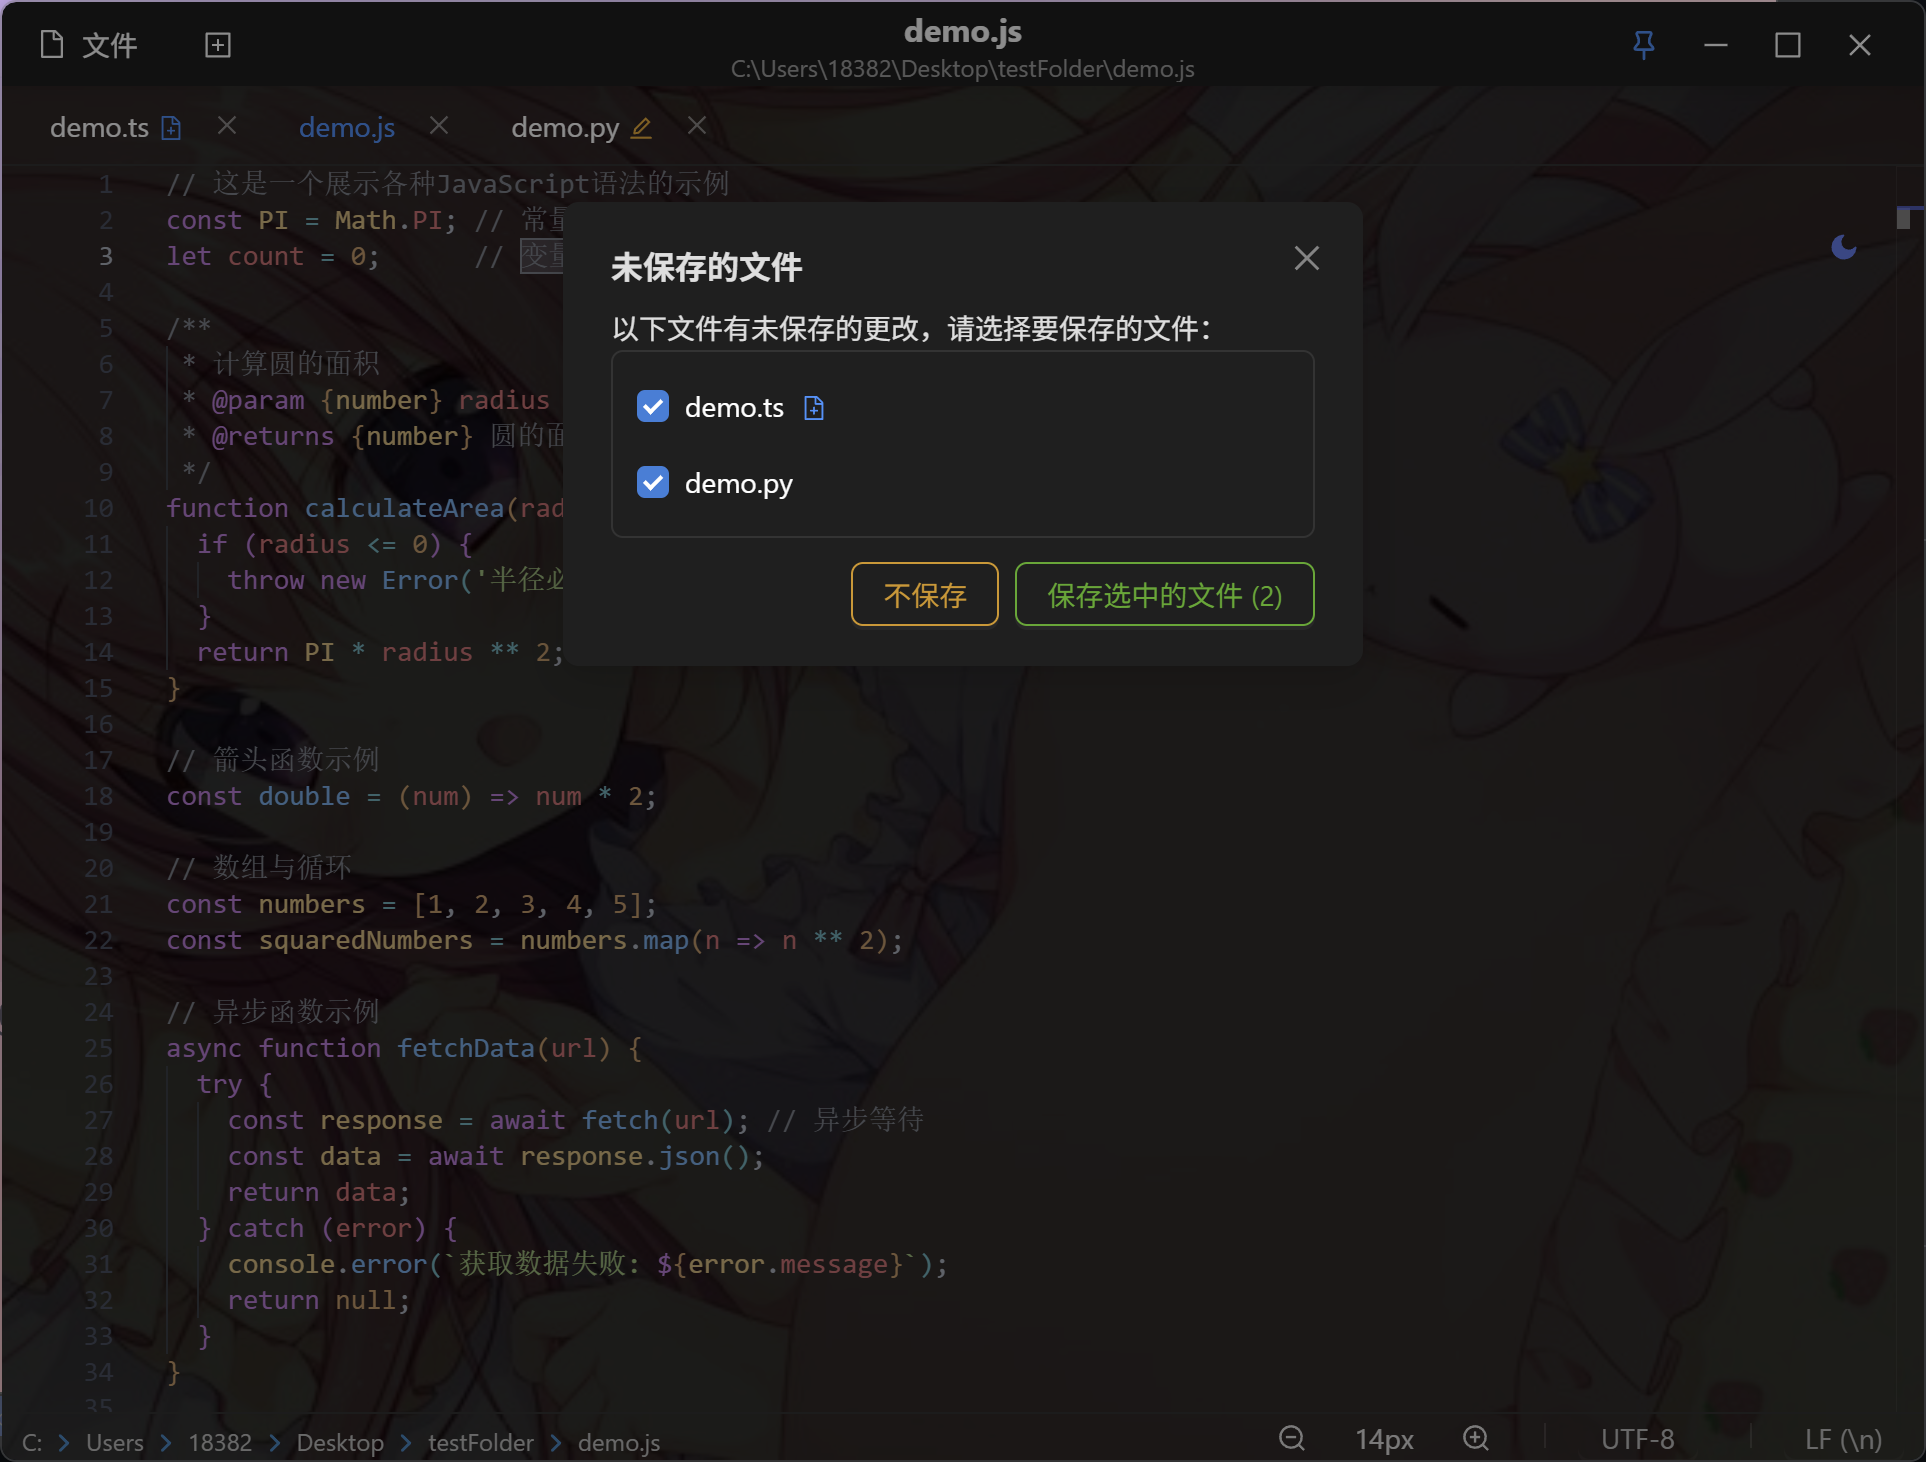 文件
demo.js
C:\Users\18382\Desktop\testFolder\demo.js
demo.ts
demo.js
demo.py
1 // 这是一个展示各种JavaScript语法的示例
2 const PI = Math.PI; // 常量
3 let count = 0; // 变量
4
5 /**
6 * 计算圆的面积
7 * @param {number} radius
8 * @returns {number} 圆的面
9 */
10 function calculateArea(rad
11 if (radius <= 0) {
12 throw new Error('半径必
13 }
14 return PI * radius ** 2;
15 }
16
17 // 箭头函数示例
18 const double = (num) => num * 2;
19
20 // 数组与循环
21 const numbers = [1, 2, 3, 4, 5];
22 const squaredNumbers = numbers.map(n => n ** 2);
23
24 // 异步函数示例
25 async function fetchData(url) {
26 try {
27 const response = await fetch(url); // 异步等待
28 const data = await response.json();
29 return data;
30 } catch (error) {
31 console.error(`获取数据失败: ${error.message}`);
32 return null;
33 }
34 }
35
未保存的文件
以下文件有未保存的更改，请选择要保存的文件：
demo.ts
demo.py
不保存
保存选中的文件 (2)
C: Users 18382 Desktop testFolder demo.js
14px
UTF-8
LF (\n)